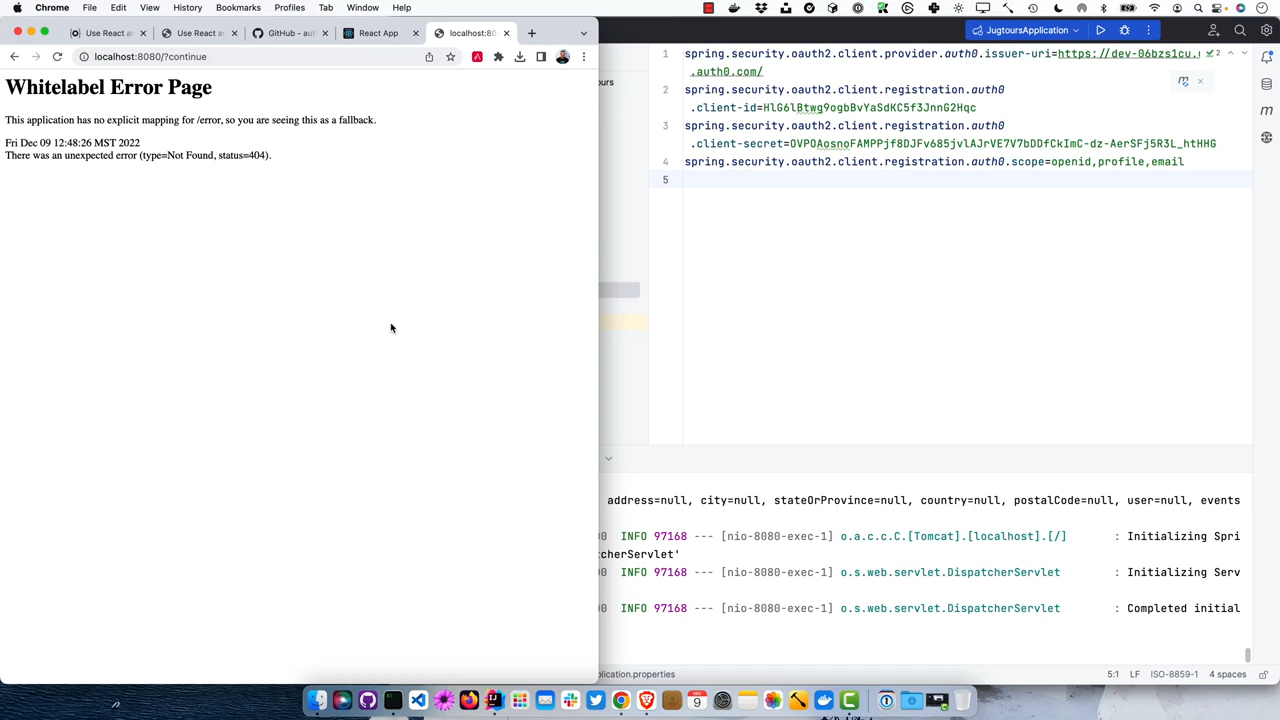 Chrome File Edit View History Bookmarks Profiles Tab Window Help
Use React ar
Use React ar
GitHub - aut
React App
localhost:80
localhost:8080/?continue
Whitelabel Error Page
This application has no explicit mapping for /error, so you are seeing this as a fallback.
Fri Dec 09 12:48:26 MST 2022
There was an unexpected error (type=Not Found, status=404).
JugtoursApplication
ours
1 spring.security.oauth2.client.provider.auth0.issuer-uri=https://dev-06bzs1cu.
.auth0.com/
2 spring.security.oauth2.client.registration.auth0
.client-id=HlG6lBtwg9ogbBvYaSdKC5f3JnnG2Hqc
3 spring.security.oauth2.client.registration.auth0
.client-secret=OVPOAosnoFAMPPjf8DJFv685jvlAJrVE7V7bDDfCkImC-dz-AerSFj5R3L_htHHG
4 spring.security.oauth2.client.registration.auth0.scope=openid,profile,email
5
2
address=null, city=null, stateOrProvince=null, country=null, postalCode=null, user=null, events
0 INFO 97168 --- [nio-8080-exec-1] o.a.c.c.C.[Tomcat].[localhost].[/] : Initializing Spri
tcherServlet'
0 INFO 97168 --- [nio-8080-exec-1] o.s.web.servlet.DispatcherServlet : Initializing Serv
0 INFO 97168 --- [nio-8080-exec-1] o.s.web.servlet.DispatcherServlet : Completed initial
plication.properties
5:1 LF ISO-8859-1 4 spaces